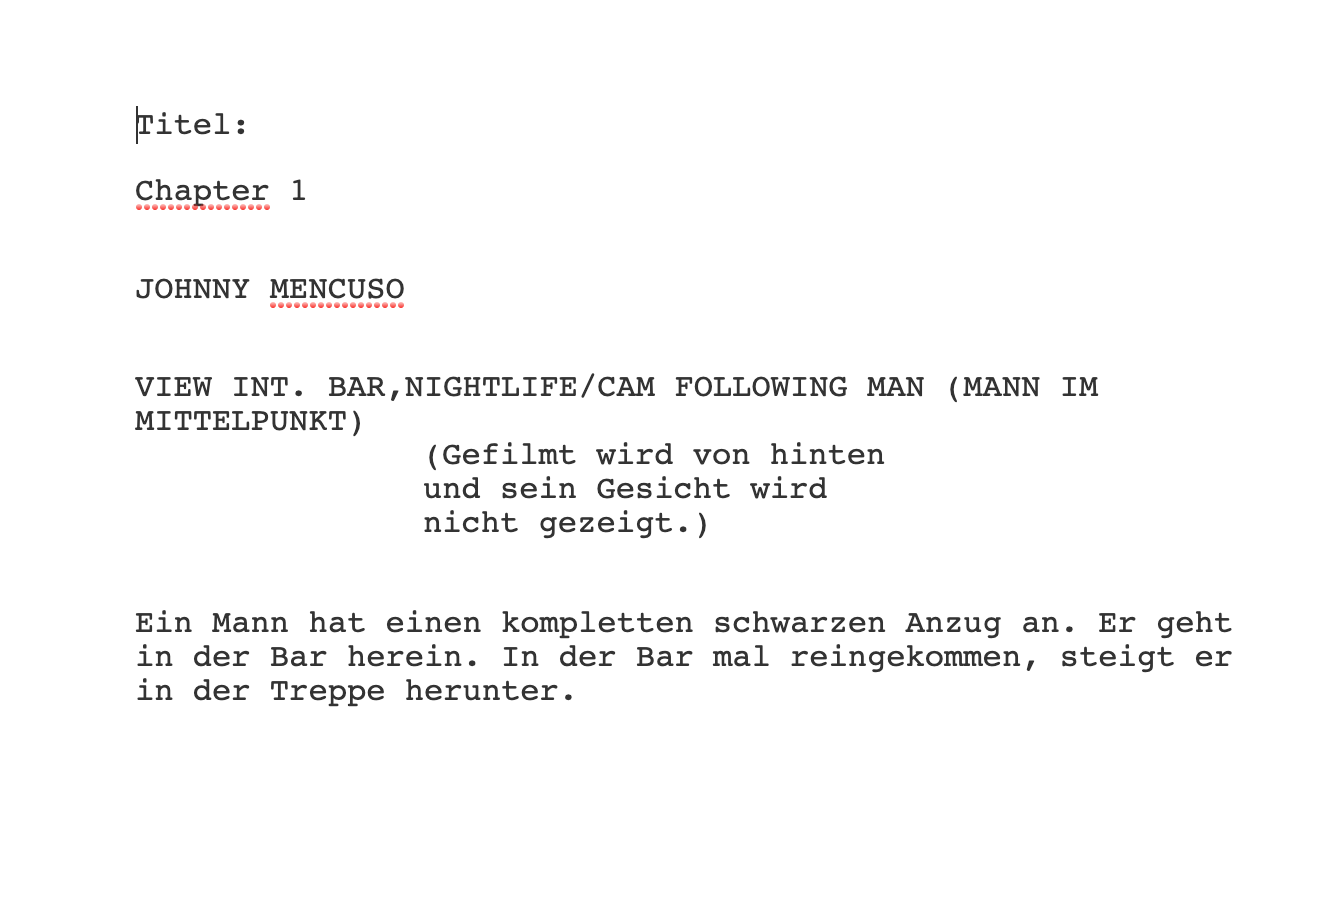 Titel:
Chapter 1
JOHNNY MENCUSO
VIEW INT. BAR,NIGHTLIFE/CAM FOLLOWING MAN (MANN IM
MITTELPUNKT)
(Gefilmt wird von hinten
und sein Gesicht wird
nicht gezeigt.)
Ein Mann hat einen kompletten schwarzen Anzug an. Er geht
in der Bar herein. In der Bar mal reingekommen, steigt er
in der Treppe herunter.